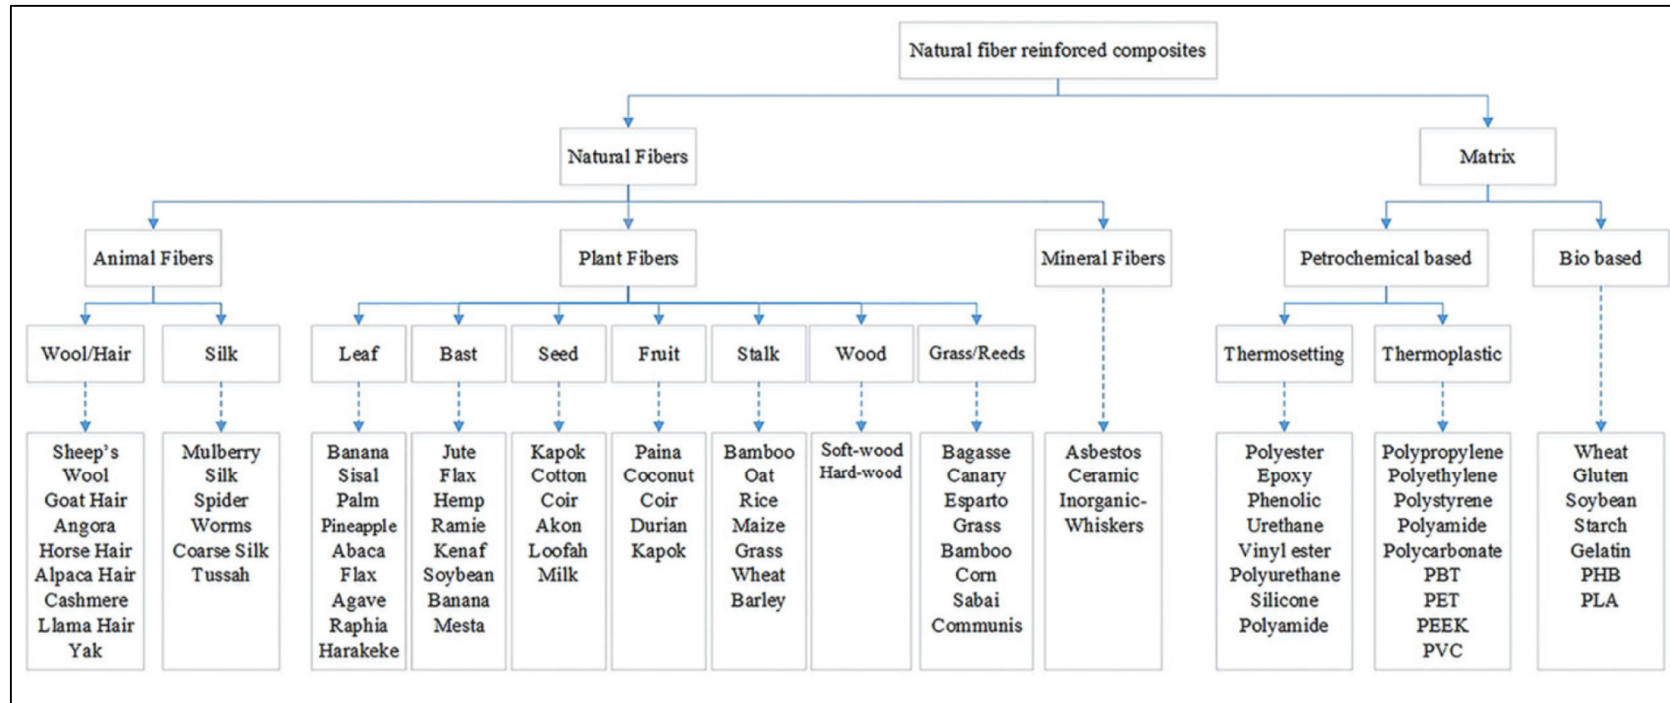 Natural fiber reinforced composites
Natural Fibers
Matrix
Animal Fibers
Plant Fibers
Mineral Fibers
Petrochemical based
Bio based
Wool/Hair
Silk
Leaf
Bast
Seed
Fruit
Stalk
Wood
Grass/Reeds
Thermosetting
Thermoplastic
Sheep's
Wool
Goat Hair
Angora
Horse Hair
Alpaca Hair
Cashmere
Llama Hair
Yak
Mulberry
Silk
Spider
Worms
Coarse Silk
Tussah
Banana
Sisal
Palm
Pineapple
Abaca
Flax
Agave
Raphia
Harakeke
Jute
Flax
Hemp
Ramie
Kenaf
Soybean
Banana
Mesta
Kapok
Cotton
Coir
Akon
Loofah
Milk
Paina
Coconut
Coir
Durian
Kapok
Bamboo
Oat
Rice
Maize
Grass
Wheat
Barley
Soft-wood
Hard-wood
Bagasse
Canary
Esparto
Grass
Bamboo
Corn
Sabai
Communis
Asbestos
Ceramic
Inorganic-
Whiskers
Polyester
Epoxy
Phenolic
Urethane
Vinyl ester
Polyurethane
Silicone
Polyamide
Polypropylene
Polyethylene
Polystyrene
Polyamide
Polycarbonate
PBT
PET
PEEK
PVC
Wheat
Gluten
Soybean
Starch
Gelatin
PHB
PLA